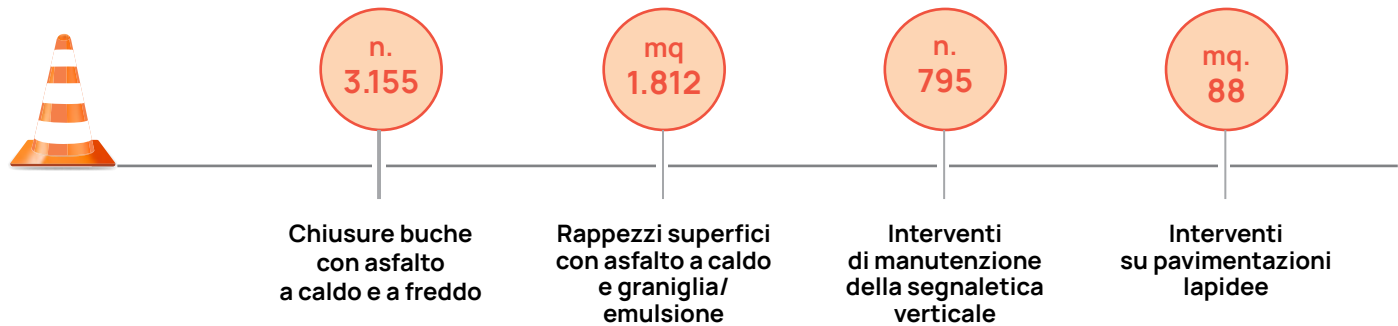 n.
3.155
mq
1.812
n.
795
mq.
88
Chiusure buche
con asfalto
a caldo e a freddo
Rappezzi superfici
con asfalto a caldo
e graniglia/
emulsione
Interventi
di manutenzione
della segnaletica
verticale
Interventi
su pavimentazioni
lapidee